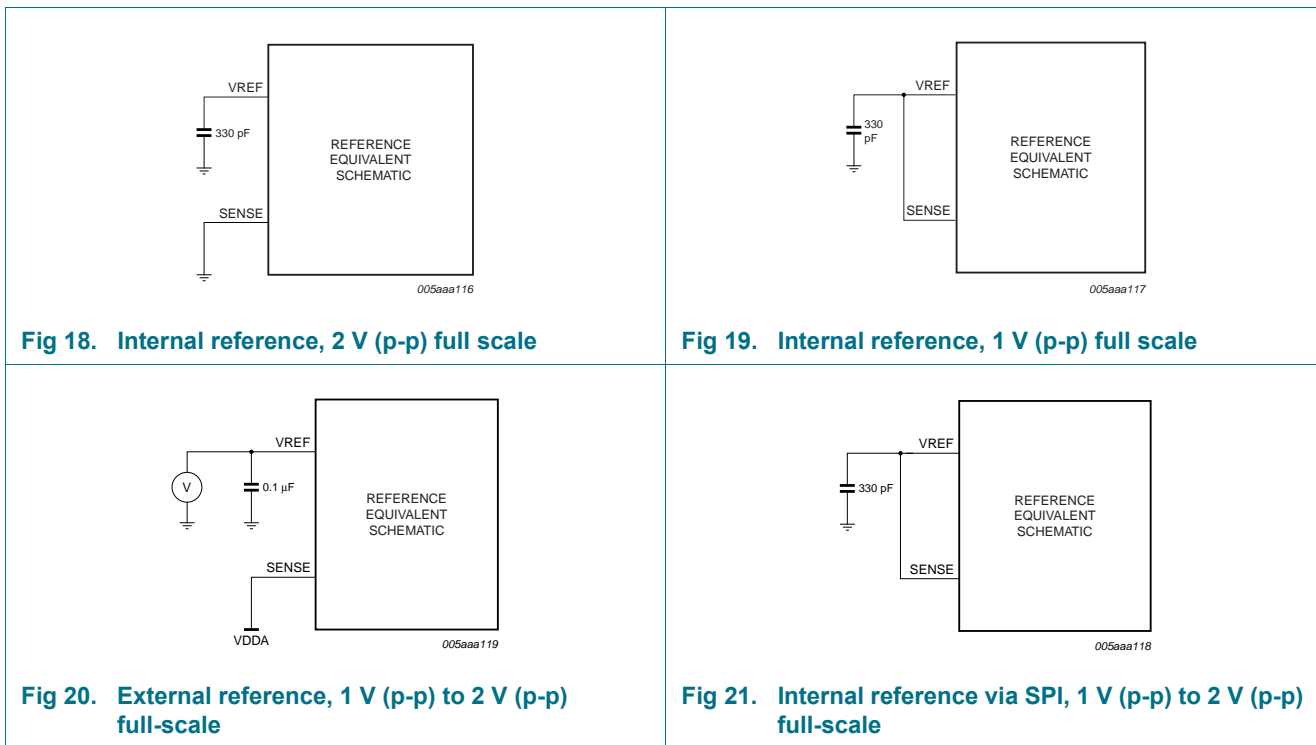 VREF
330 pF
REFERENCE
EQUIVALENT
SCHEMATIC
SENSE
005aaa116
Fig 18. Internal reference, 2 V (p-p) full scale
VREF
330
pF
REFERENCE
EQUIVALENT
SCHEMATIC
SENSE
005aaa117
Fig 19. Internal reference, 1 V (p-p) full scale
VREF
V
0.1 μF
REFERENCE
EQUIVALENT
SCHEMATIC
SENSE
VDDA
005aaa119
Fig 20. External reference, 1 V (p-p) to 2 V (p-p)
full-scale
VREF
330 pF
REFERENCE
EQUIVALENT
SCHEMATIC
SENSE
005aaa118
Fig 21. Internal reference via SPI, 1 V (p-p) to 2 V (p-p)
full-scale